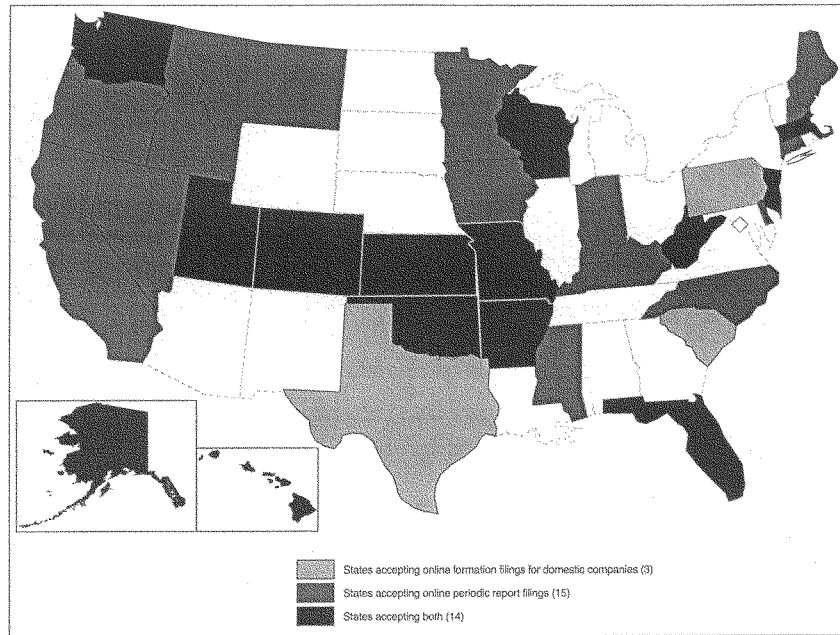 States accepting online formation filings for domestic companies (3)
States accepting online periodic report filings (15)
States accepting both (14)